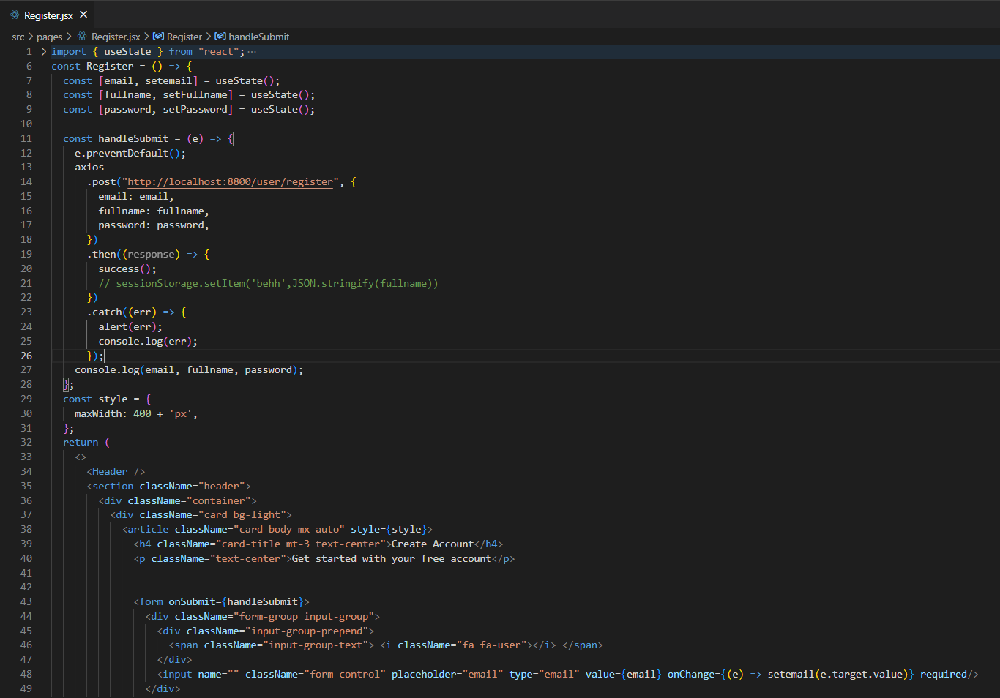 Register.jsx ×
src > pages > Register.jsx > Register > handleSubmit
1 > import { useState } from "react"; ···
6 const Register = () => {
7 const [email, setemail] = useState();
8 const [fullname, setFullname] = useState();
9 const [password, setPassword] = useState();
10
11 const handleSubmit = (e) => {
12 e.preventDefault();
13 axios
14 .post("http://localhost:8800/user/register", {
15 email: email,
16 fullname: fullname,
17 password: password,
18 })
19 .then((response) => {
20 success();
21 // sessionStorage.setItem('behh',JSON.stringify(fullname))
22 })
23 .catch((err) => {
24 alert(err);
25 console.log(err);
26 });
27 console.log(email, fullname, password);
28 };
29 const style = {
30 maxWidth: 400 + 'px',
31 };
32 return (
33 <>
34 <Header />
35 <section className="header">
36 <div className="container">
37 <div className="card bg-light">
38 <article className="card-body mx-auto" style={style}>
39 <h4 className="card-title mt-3 text-center">Create Account</h4>
40 <p className="text-center">Get started with your free account</p>
41
42
43 <form onSubmit={handleSubmit}>
44 <div className="form-group input-group">
45 <div className="input-group-prepend">
46 <span className="input-group-text"> <i className="fa fa-user"></i> </span>
47 </div>
48 <input name="" className="form-control" placeholder="email" type="email" value={email} onChange={(e) => setemail(e.target.value)} required/>
49 </div>